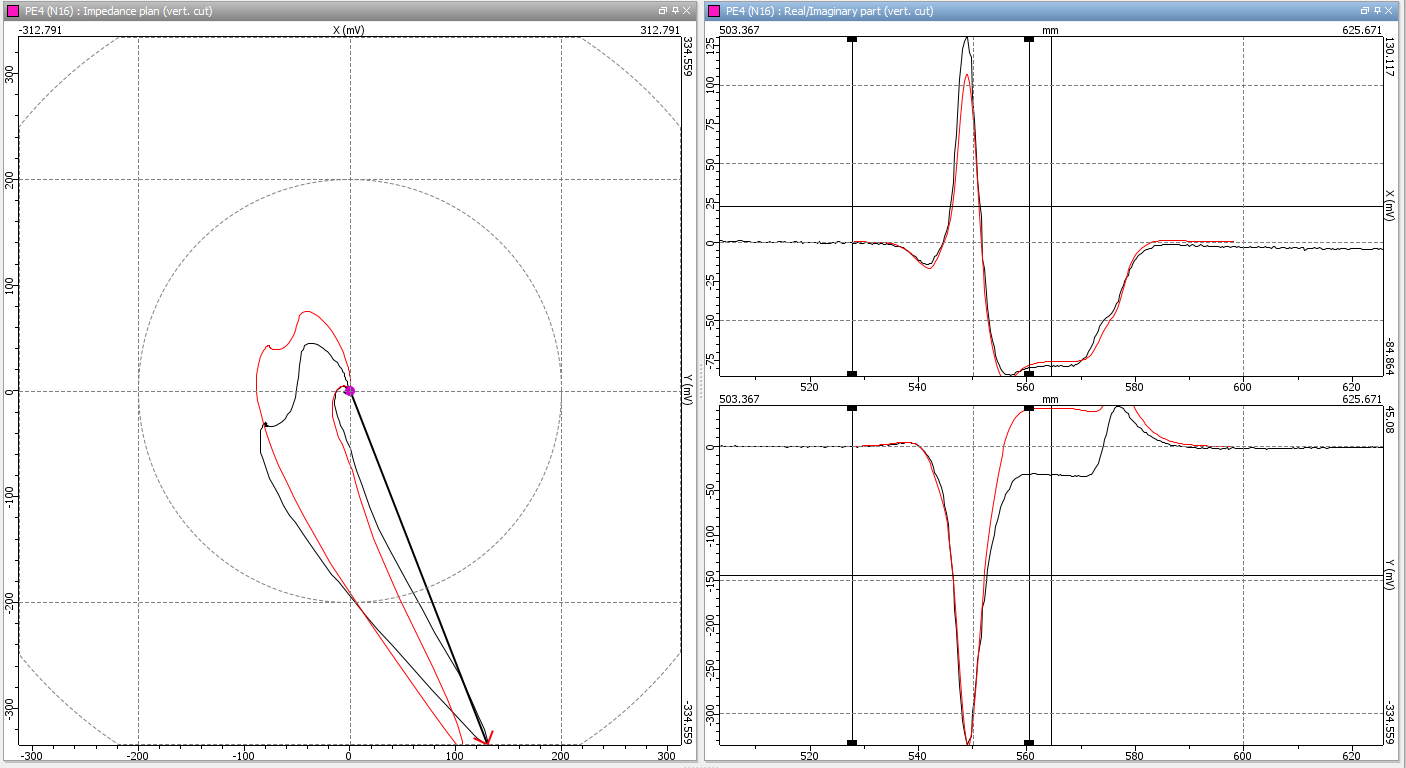 PE4 (N16) : Impedance plan (vert. cut)
-312.791 X (mV) 312.791
334.559
300
200
100
0
-100
-200
-300
Y (mV)
-334.559
-300 -200 -100 0 100 200 300
PE4 (N16) : Real/Imaginary part (vert. cut)
503.367 mm 625.671
130.117
125
100
75
50
25
0
-25
-50
-75
X (mV)
-84.864
520 540 560 580 600 620
503.367 mm 625.671
45.08
0
-50
-100
-150
-200
-250
-300
Y (mV)
-334.559
520 540 560 580 600 620